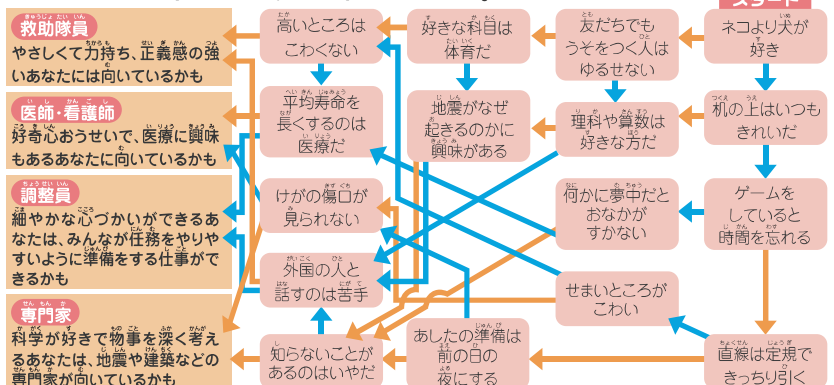 スタート
ネコより犬が
好き
友だちでも
うそをつく人は
ゆるせない
好きな科目は
体育だ
高いところは
こわくない
救助隊員
やさしくて力持ち、正義感の強
いあなたには向いているかも
机の上はいつも
きれいだ
理科や算数は
好きな方だ
地震がなぜ
起きるのかに
興味がある
平均寿命を
長くするのは
医療だ
医師・看護師
好奇心おうせいで、医療に興味
もあるあなたに向いているかも
ゲームを
していると
時間を忘れる
何かに夢中だと
おなかが
すかない
けがの傷口が
見られない
調整員
細やかな心づかいができるあ
なたは、みんなが任務をやりや
すいように準備をする仕事がで
きるかも
外国の人と
話すのは苦手
せまいところが
こわい
直線は定規で
きっちり引く
あしたの準備は
前の日の
夜にする
知らないことが
あるのはいやだ
専門家
科学が好きで物事を深く考え
るあなたは、地震や建築などの
専門家が向いているかも